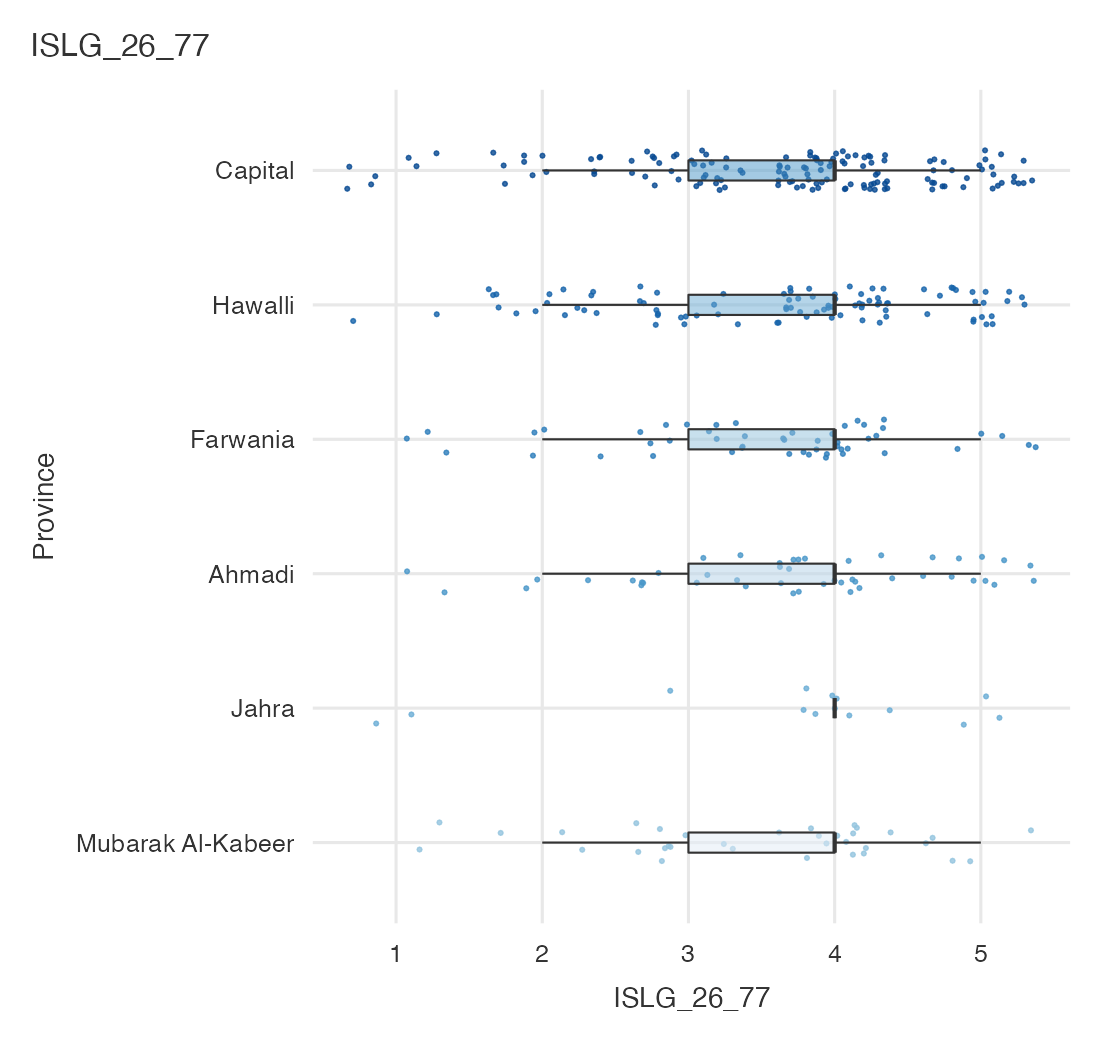 ISLG_26_77
Capital
Hawalli
Farwania
Ahmadi
Jahra
Mubarak Al-Kabeer
Province
1 2 3 4 5
ISLG_26_77